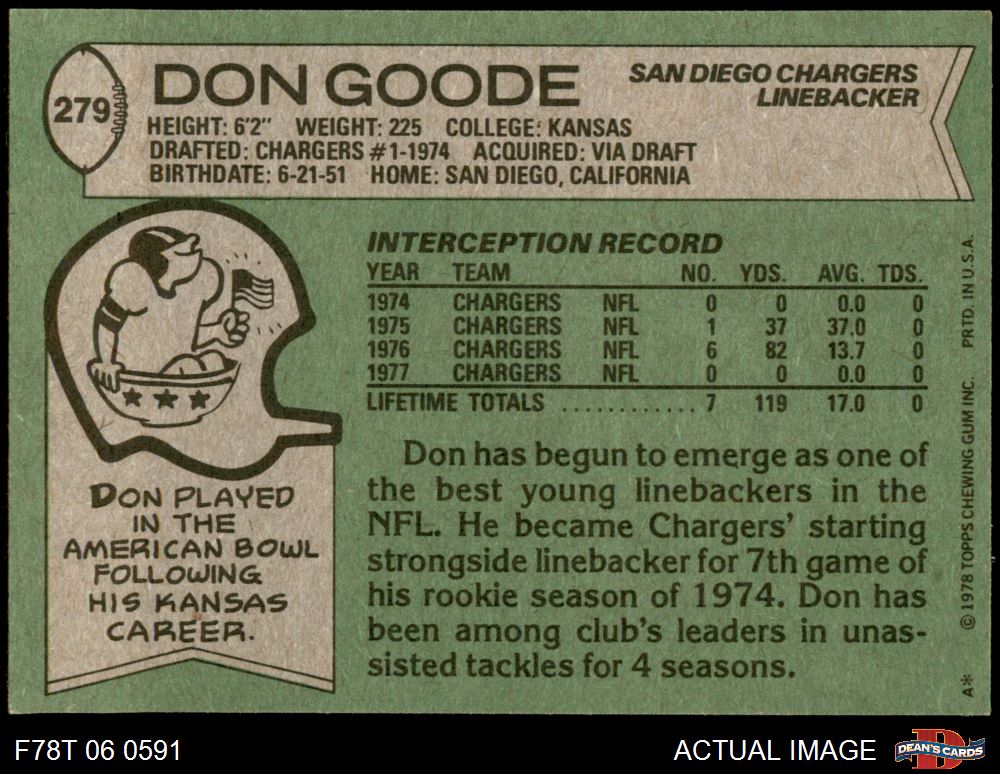 279
DON GOODE
SAN DIEGO CHARGERS
LINEBACKER
HEIGHT: 6'2" WEIGHT: 225 COLLEGE: KANSAS
DRAFTED: CHARGERS #1-1974 ACQUIRED: VIA DRAFT
BIRTHDATE: 6-21-51 HOME: SAN DIEGO, CALIFORNIA
INTERCEPTION RECORD
YEAR TEAM NO. YDS. AVG. TDS.
1974 CHARGERS NFL 0 0 0.0 0
1975 CHARGERS NFL 1 37 37.0 0
1976 CHARGERS NFL 6 82 13.7 0
1977 CHARGERS NFL 0 0 0.0 0
LIFETIME TOTALS ............ 7 119 17.0 0
DON PLAYED
IN THE
AMERICAN BOWL
FOLLOWING
HIS KANSAS
CAREER.
Don has begun to emerge as one of
the best young linebackers in the
NFL. He became Chargers' starting
strongside linebacker for 7th game of
his rookie season of 1974. Don has
been among club's leaders in unas-
sisted tackles for 4 seasons.
A* © 1978 TOPPS CHEWING GUM INC. PRTD. IN U.S.A.
F78T 06 0591
ACTUAL IMAGE
D
DEAN'S CARDS